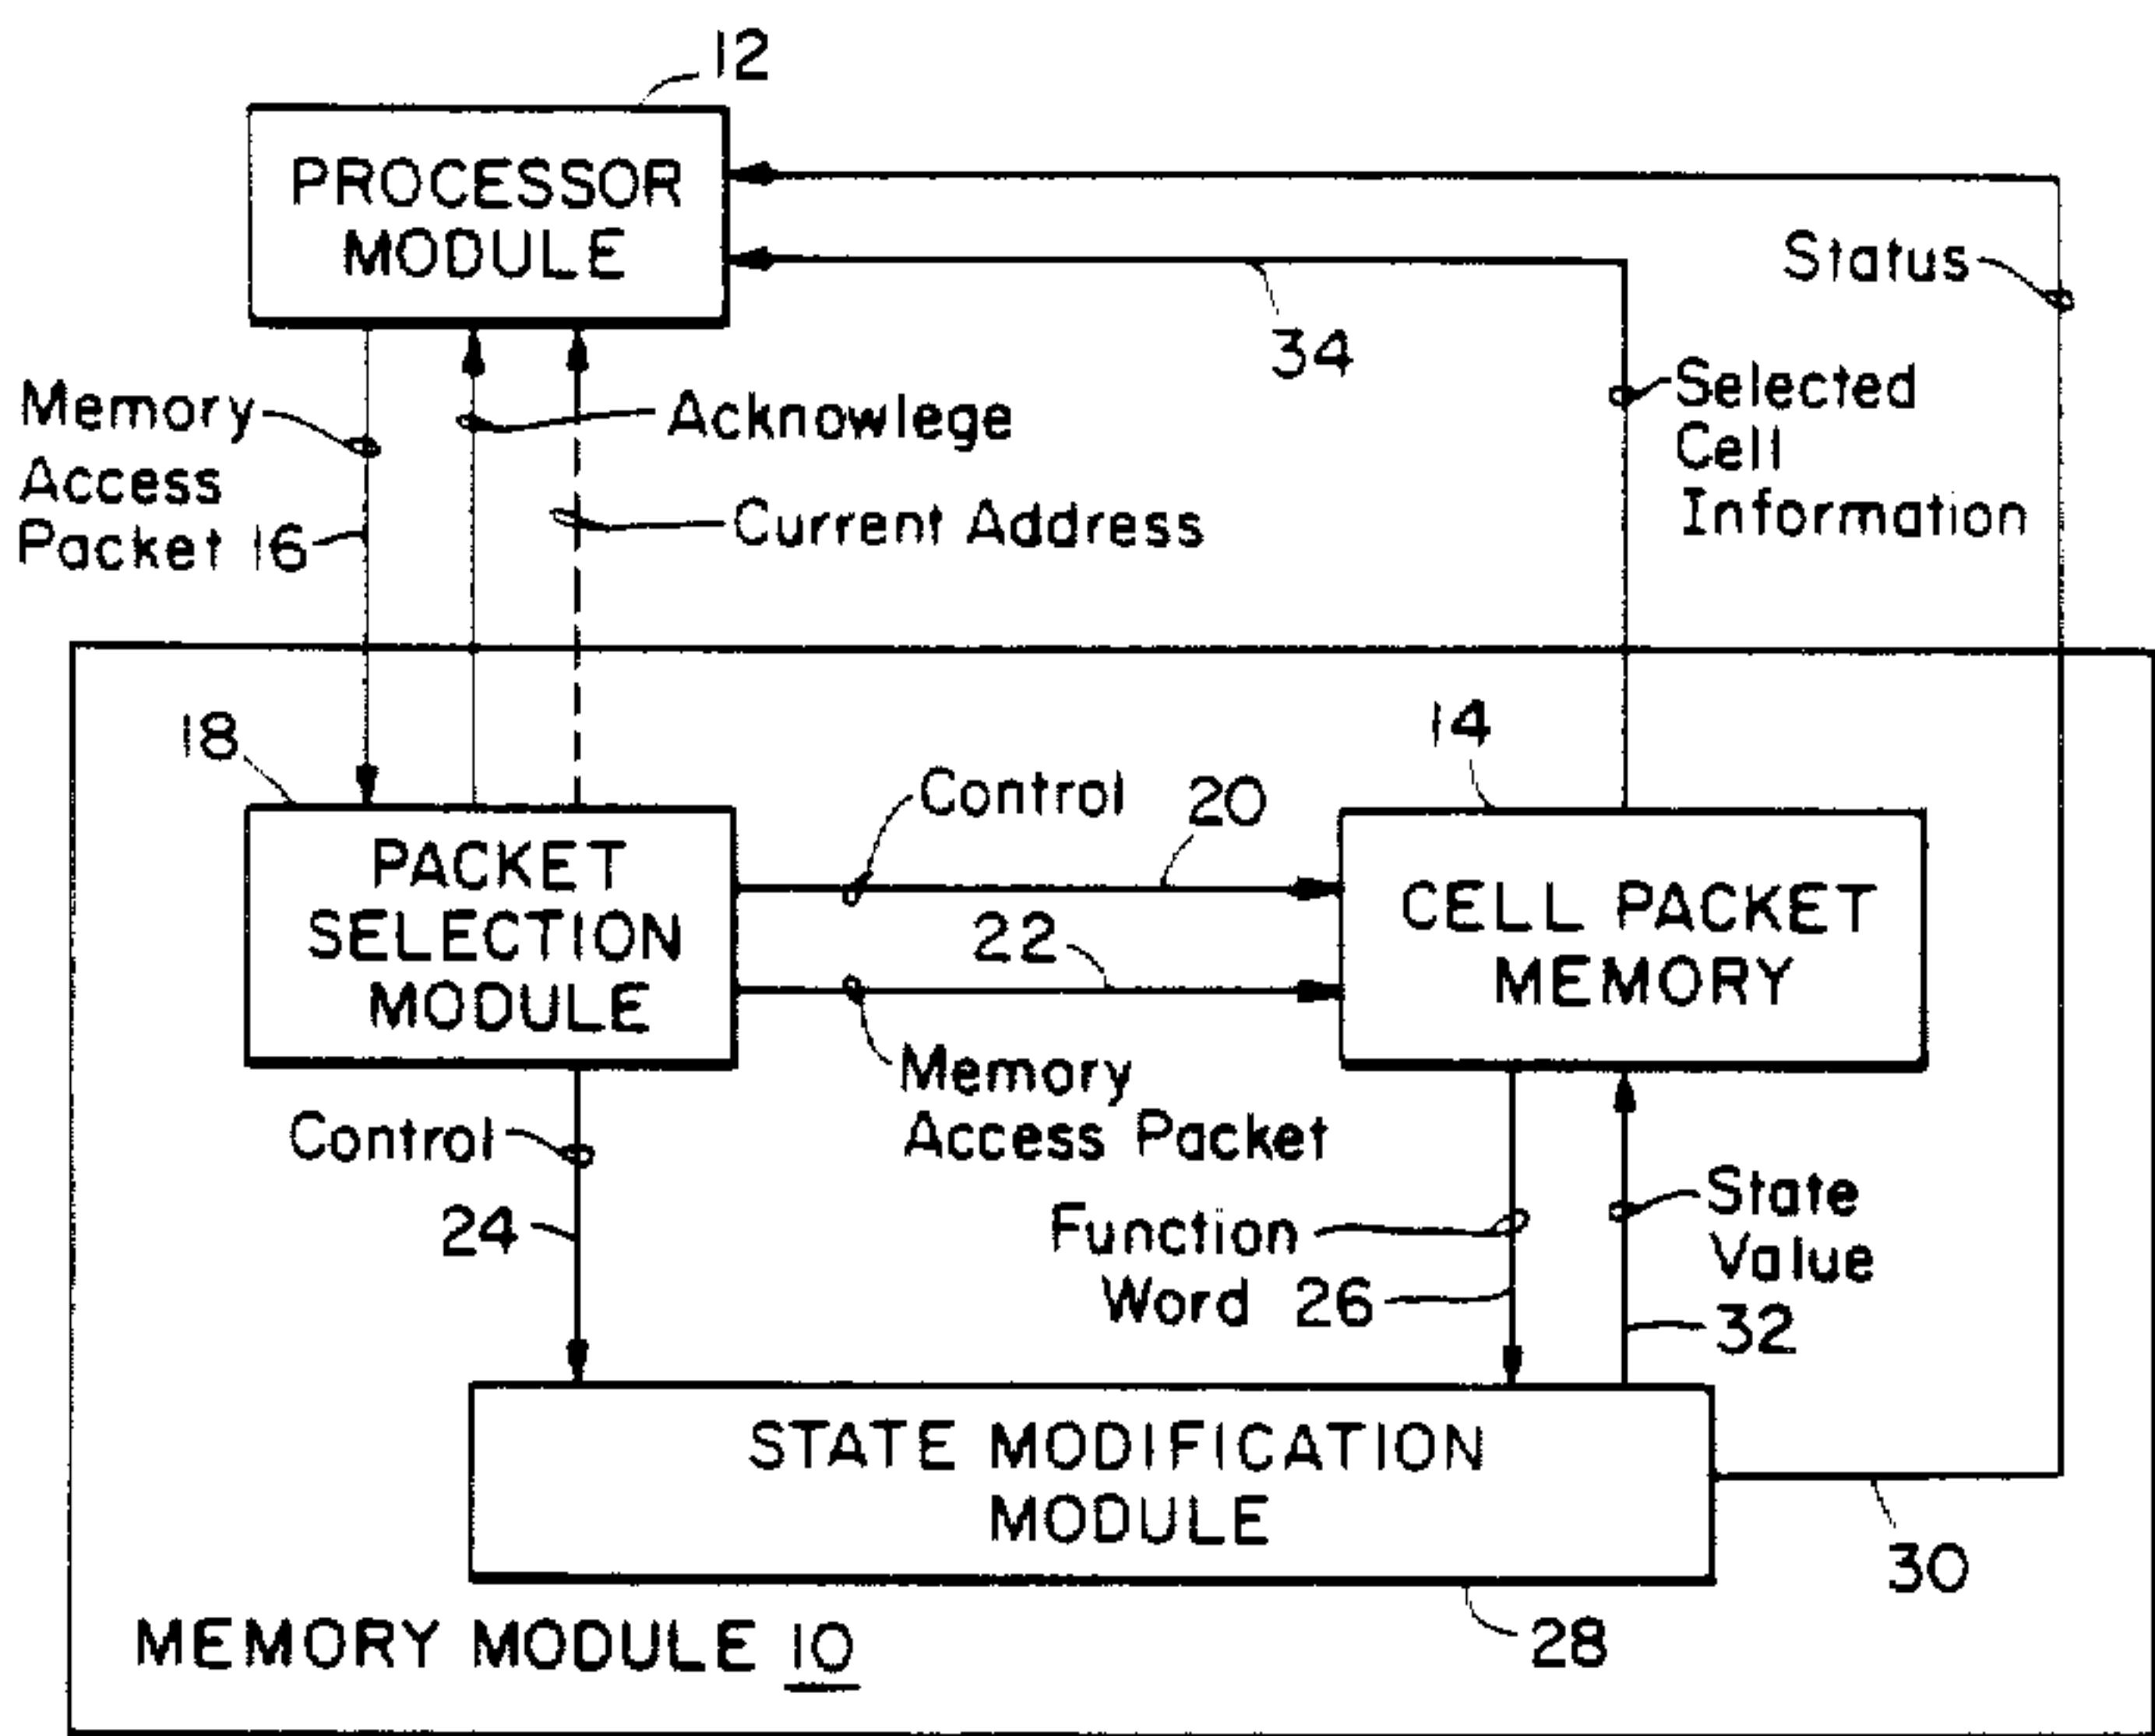 12
PROCESSOR
MODULE
Status
34
Selected
Cell
Information
Memory
Access
Packet 16
Acknowlege
Current Address
18
14
Control 20
PACKET
SELECTION
MODULE
22
CELL PACKET
MEMORY
Memory
Access Packet
Control
24
Function
Word 26
State
Value
32
STATE MODIFICATION
MODULE
30
28
MEMORY MODULE 10